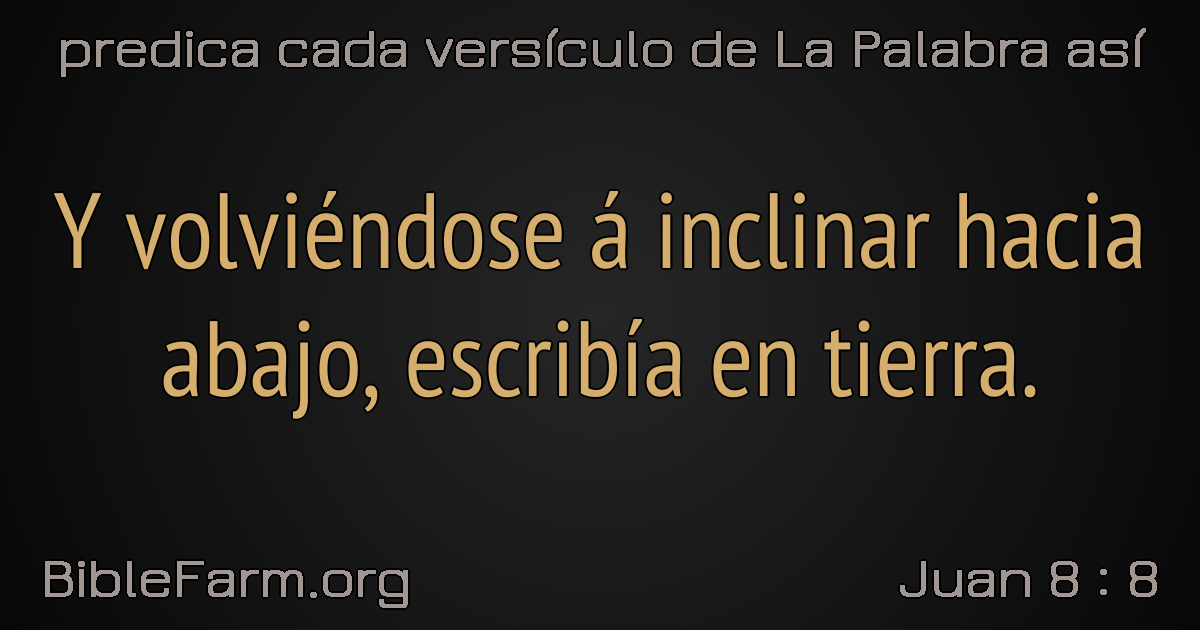 predica cada versículo de La Palabra así
Y volviéndose á inclinar hacia
abajo, escribía en tierra.
BibleFarm.org
Juan 8 : 8